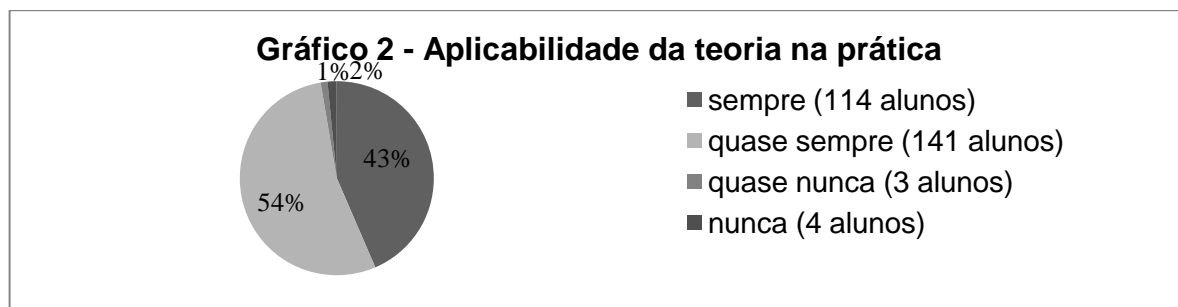 Gráfico 2 - Aplicabilidade da teoria na prática
1% 2%
43%
54%
sempre (114 alunos)
quase sempre (141 alunos)
quase nunca (3 alunos)
nunca (4 alunos)